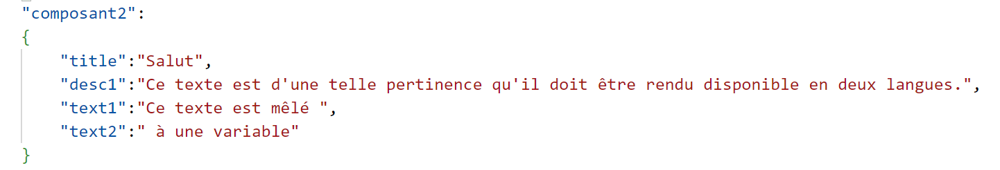 "composant2":
{
"title":"Salut",
"desc1":"Ce texte est d'une telle pertinence qu'il doit être rendu disponible en deux langues.",
"text1":"Ce texte est mêlé ",
"text2":" à une variable"
}